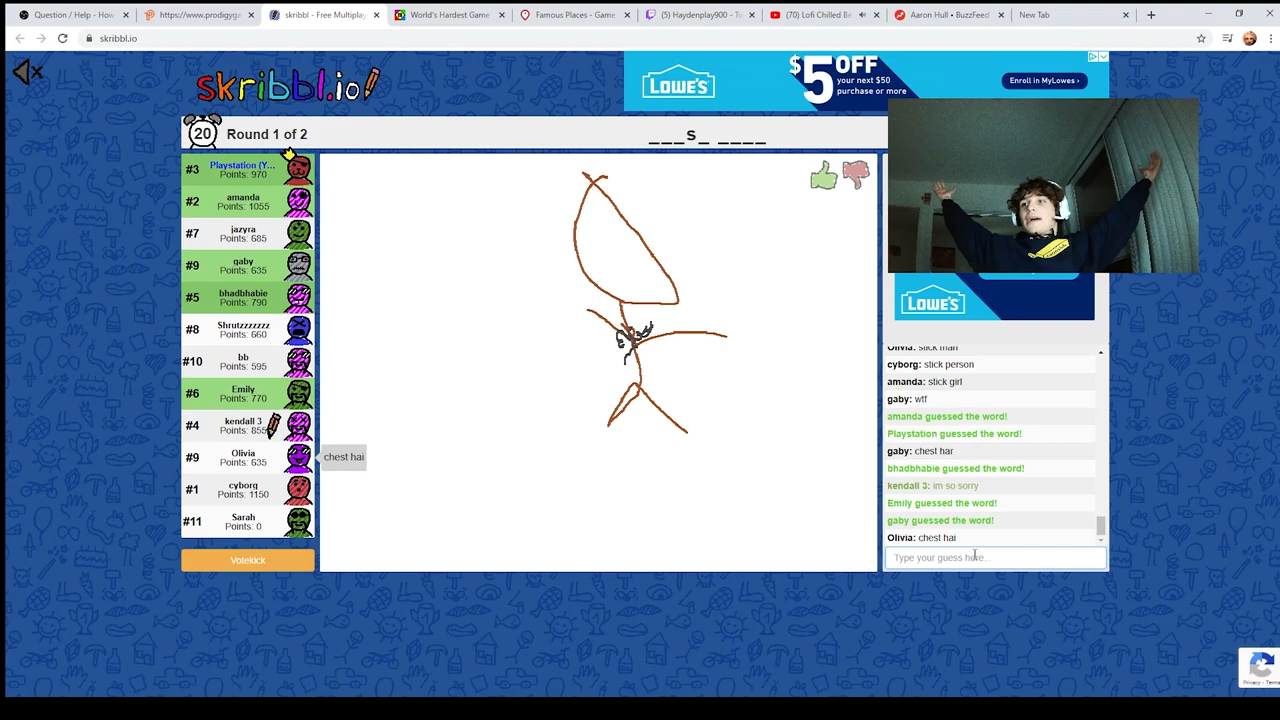 Question / Help - How
https://www.prodigyga
skribbl - Free Multiplay
World's Hardest Game
Famous Places - Game
(5) Haydenplay900 - Tw
(70) Lofi Chilled Be
Aaron Hull • BuzzFeed
New Tab
skribbl.io
skribbl.io
LOWE'S
$5 OFF
your next $50
purchase or more
Enroll in MyLowes ›
20
Round 1 of 2
___s_ ____
#3 Playstation (Y...
Points: 970
#2 amanda
Points: 1055
#7 jazyra
Points: 685
#9 gaby
Points: 635
#5 bhadbhabie
Points: 790
#8 Shrutzzzzzz
Points: 660
#10 bb
Points: 595
#6 Emily
Points: 770
#4 kendall 3
Points: 855
#9 Olivia
Points: 635
#1 cyborg
Points: 1150
#11 Sarah
Points: 0
chest hai
Votekick
LOWE'S
Olivia: stick man
cyborg: stick person
amanda: stick girl
gaby: wtf
amanda guessed the word!
Playstation guessed the word!
gaby: chest har
bhadbhabie guessed the word!
kendall 3: im so sorry
Emily guessed the word!
gaby guessed the word!
Olivia: chest hai
Type your guess here...
Privacy - Terms